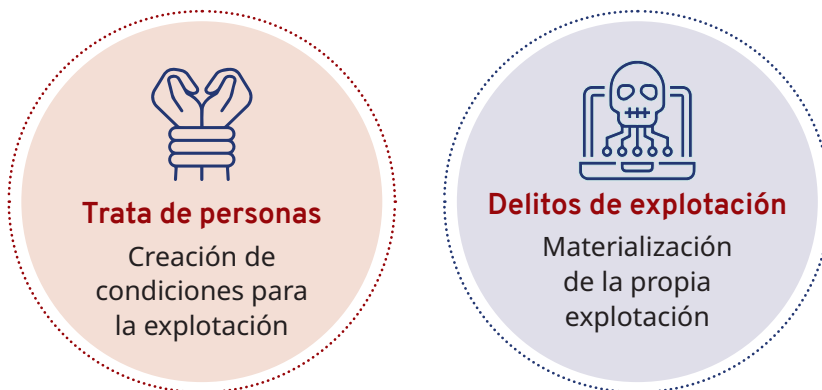 Trata de personas
Creación de
condiciones para
la explotación
Delitos de explotación
Materialización
de la propia
explotación